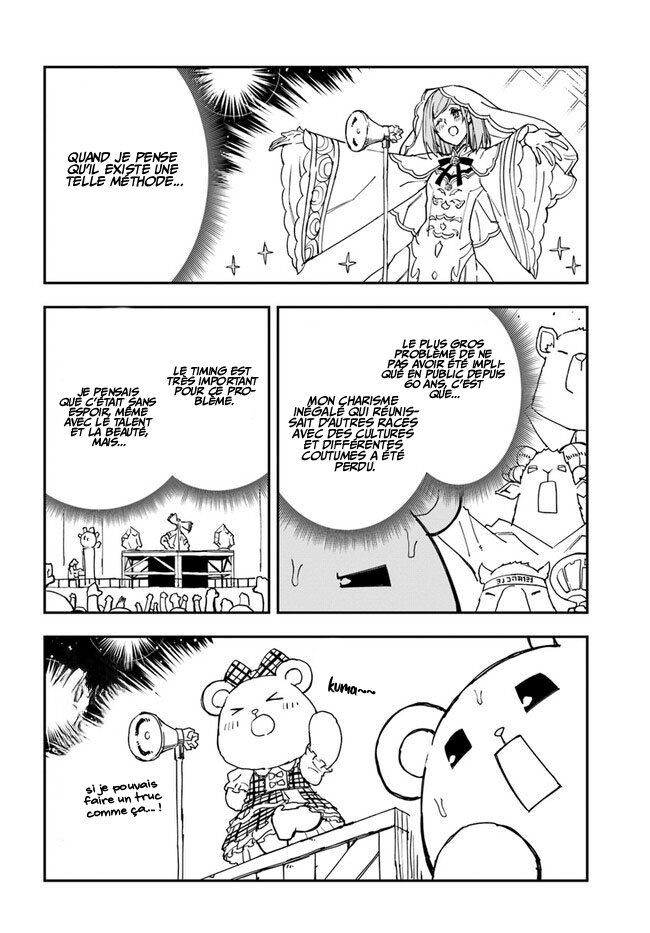 QUAND JE PENSE
QU'IL EXISTE UNE
TELLE MÉTHODE...
LE PLUS GROS
PROBLÈME DE NE
PAS AVOIR ÉTÉ IMPLI-
QUÉ EN PUBLIC DEPUIS
60 ANS, C'EST
QUE...
MON CHARISME
INÉGALÉ QUI RÉUNIS-
SAIT D'AUTRES RACES
AVEC DES CULTURES
ET DIFFÉRENTES
COUTUMES A ÉTÉ
PERDU.
LE TIMING EST
TRÈS IMPORTANT
POUR CE PRO-
BLÈME.
JE PENSAIS
QUE C'ÉTAIT SANS
ESPOIR, MÊME
AVEC LE TALENT
ET LA BEAUTÉ,
MAIS...
kuma~~
si je pouvais
faire un truc
comme ça... !